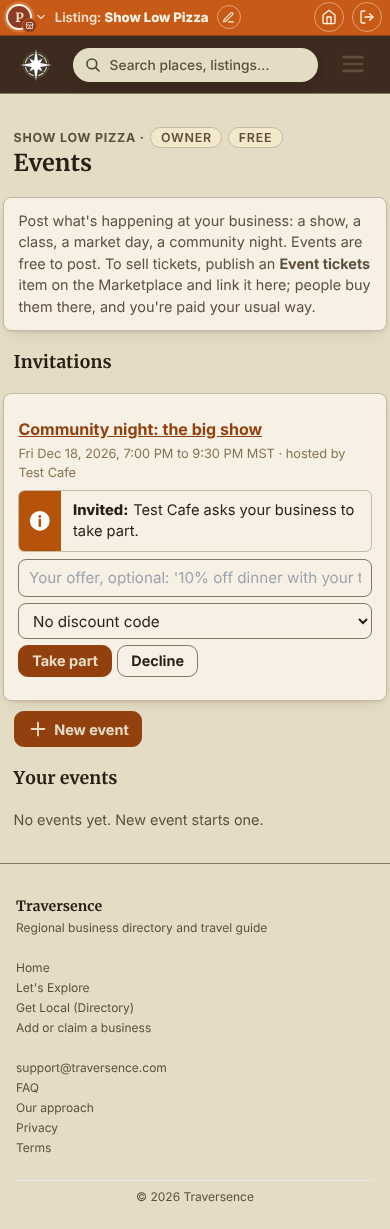 P Listing: Show Low Pizza
Search places, listings...
SHOW LOW PIZZA · OWNER FREE
Events
Post what's happening at your business: a show, a
class, a market day, a community night. Events are
free to post. To sell tickets, publish an Event tickets
item on the Marketplace and link it here; people buy
them there, and you're paid your usual way.
Invitations
Community night: the big show
Fri Dec 18, 2026, 7:00 PM to 9:30 PM MST · hosted by
Test Cafe
Invited: Test Cafe asks your business to
take part.
Your offer, optional: '10% off dinner with your t
No discount code
Take part Decline
New event
Your events
No events yet. New event starts one.
Traversence
Regional business directory and travel guide
Home
Let's Explore
Get Local (Directory)
Add or claim a business
support@traversence.com
FAQ
Our approach
Privacy
Terms
© 2026 Traversence